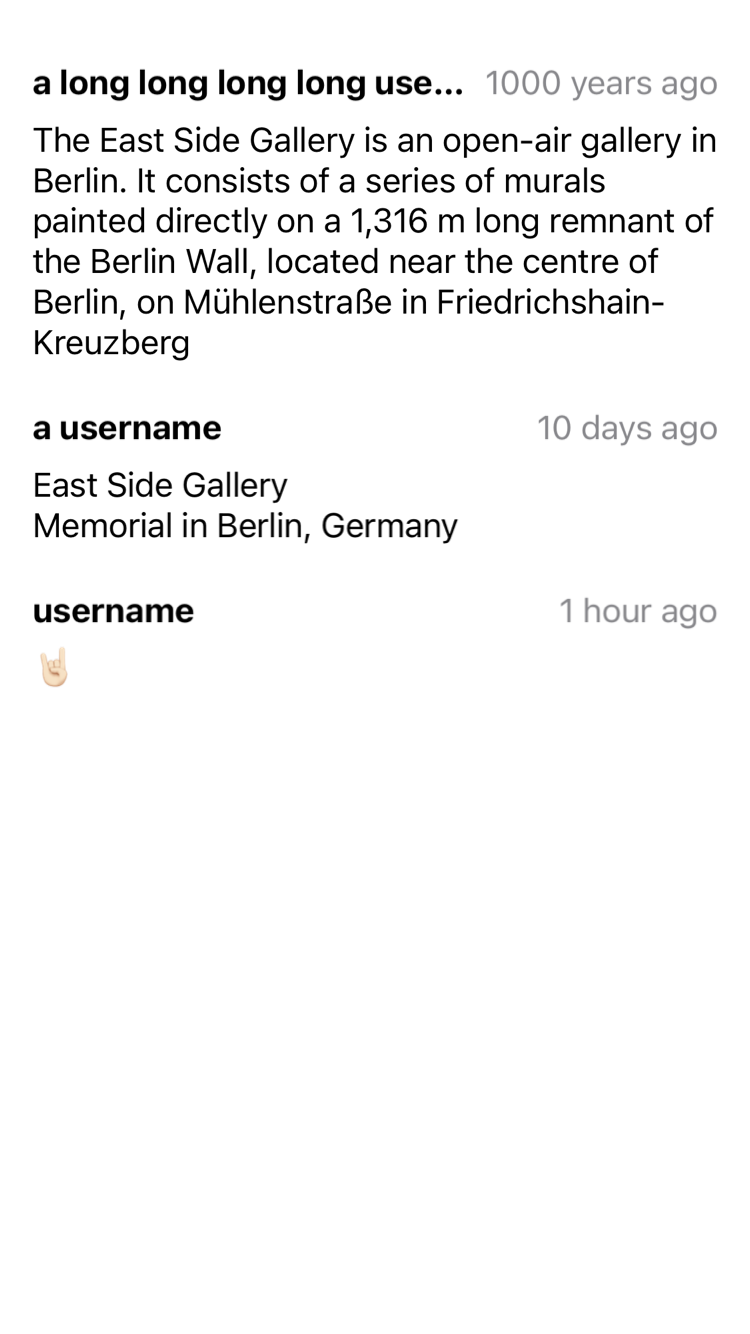 a long long long long use... 1000 years ago
The East Side Gallery is an open-air gallery in
Berlin. It consists of a series of murals
painted directly on a 1,316 m long remnant of
the Berlin Wall, located near the centre of
Berlin, on Mühlenstraße in Friedrichshain-
Kreuzberg
a username 10 days ago
East Side Gallery
Memorial in Berlin, Germany
username 1 hour ago
🤘🏻